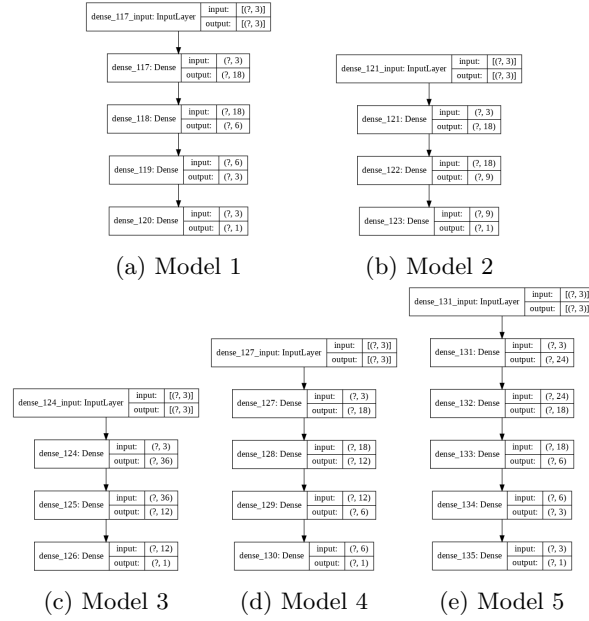 dense_117_input: InputLayer input: [(?, 3)]
output: [(?, 3)]
dense_117: Dense input: (?, 3)
output: (?, 18)
dense_118: Dense input: (?, 18)
output: (?, 6)
dense_119: Dense input: (?, 6)
output: (?, 3)
dense_120: Dense input: (?, 3)
output: (?, 1)
(a) Model 1
dense_121_input: InputLayer input: [(?, 3)]
output: [(?, 3)]
dense_121: Dense input: (?, 3)
output: (?, 18)
dense_122: Dense input: (?, 18)
output: (?, 9)
dense_123: Dense input: (?, 9)
output: (?, 1)
(b) Model 2
dense_124_input: InputLayer input: [(?, 3)]
output: [(?, 3)]
dense_124: Dense input: (?, 3)
output: (?, 36)
dense_125: Dense input: (?, 36)
output: (?, 12)
dense_126: Dense input: (?, 12)
output: (?, 1)
(c) Model 3
dense_127_input: InputLayer input: [(?, 3)]
output: [(?, 3)]
dense_127: Dense input: (?, 3)
output: (?, 18)
dense_128: Dense input: (?, 18)
output: (?, 12)
dense_129: Dense input: (?, 12)
output: (?, 6)
dense_130: Dense input: (?, 6)
output: (?, 1)
(d) Model 4
dense_131_input: InputLayer input: [(?, 3)]
output: [(?, 3)]
dense_131: Dense input: (?, 3)
output: (?, 24)
dense_132: Dense input: (?, 24)
output: (?, 18)
dense_133: Dense input: (?, 18)
output: (?, 6)
dense_134: Dense input: (?, 6)
output: (?, 3)
dense_135: Dense input: (?, 3)
output: (?, 1)
(e) Model 5